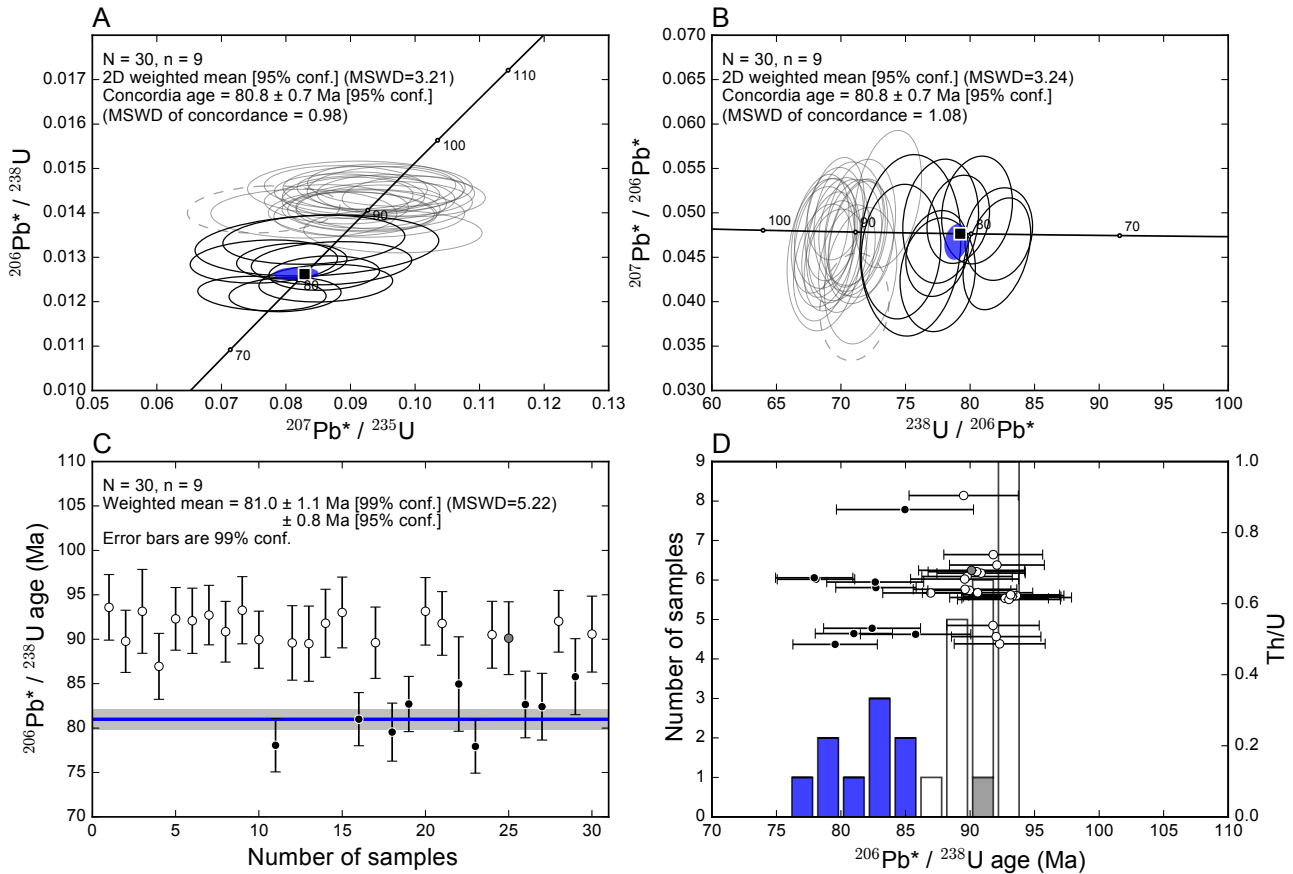 A
N = 30, n = 9
2D weighted mean [95% conf.] (MSWD=3.21)
Concordia age = 80.8 ± 0.7 Ma [95% conf.]
(MSWD of concordance = 0.98)
110
100
90
80
70
0.017
0.016
0.015
0.014
0.013
0.012
0.011
0.010
0.05 0.06 0.07 0.08 0.09 0.10 0.11 0.12 0.13
²⁰⁶Pb* / ²³⁸U
²⁰⁷Pb* / ²³⁵U
B
N = 30, n = 9
2D weighted mean [95% conf.] (MSWD=3.24)
Concordia age = 80.8 ± 0.7 Ma [95% conf.]
(MSWD of concordance = 1.08)
100
90
80
70
0.070
0.065
0.060
0.055
0.050
0.045
0.040
0.035
0.030
60 65 70 75 80 85 90 95 100
²⁰⁷Pb* / ²⁰⁶Pb*
²³⁸U / ²⁰⁶Pb*
C
N = 30, n = 9
Weighted mean = 81.0 ± 1.1 Ma [99% conf.] (MSWD=5.22)
± 0.8 Ma [95% conf.]
Error bars are 99% conf.
110
105
100
95
90
85
80
75
70
0 5 10 15 20 25 30
²⁰⁶Pb* / ²³⁸U age (Ma)
Number of samples
D
9
8
7
6
5
4
3
2
1
0
1.0
0.8
0.6
0.4
0.2
0.0
70 75 80 85 90 95 100 105 110
Number of samples
Th/U
²⁰⁶Pb* / ²³⁸U age (Ma)